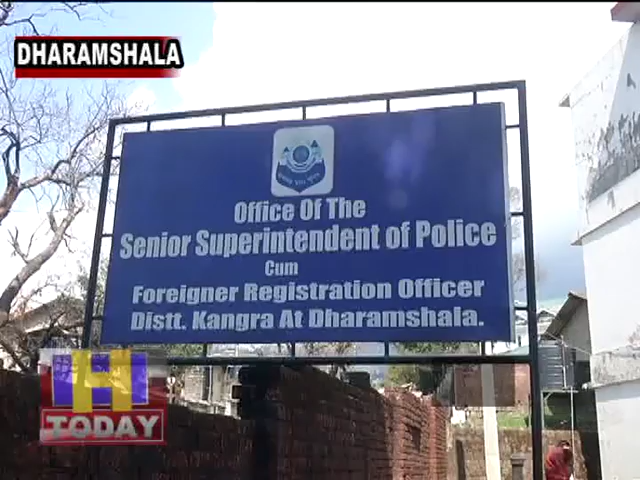 DHARAMSHALA
Office Of The
Senior Superintendent of Police
Cum
Foreigner Registration Officer
Distt. Kangra At Dharamshala.
H
TODAY